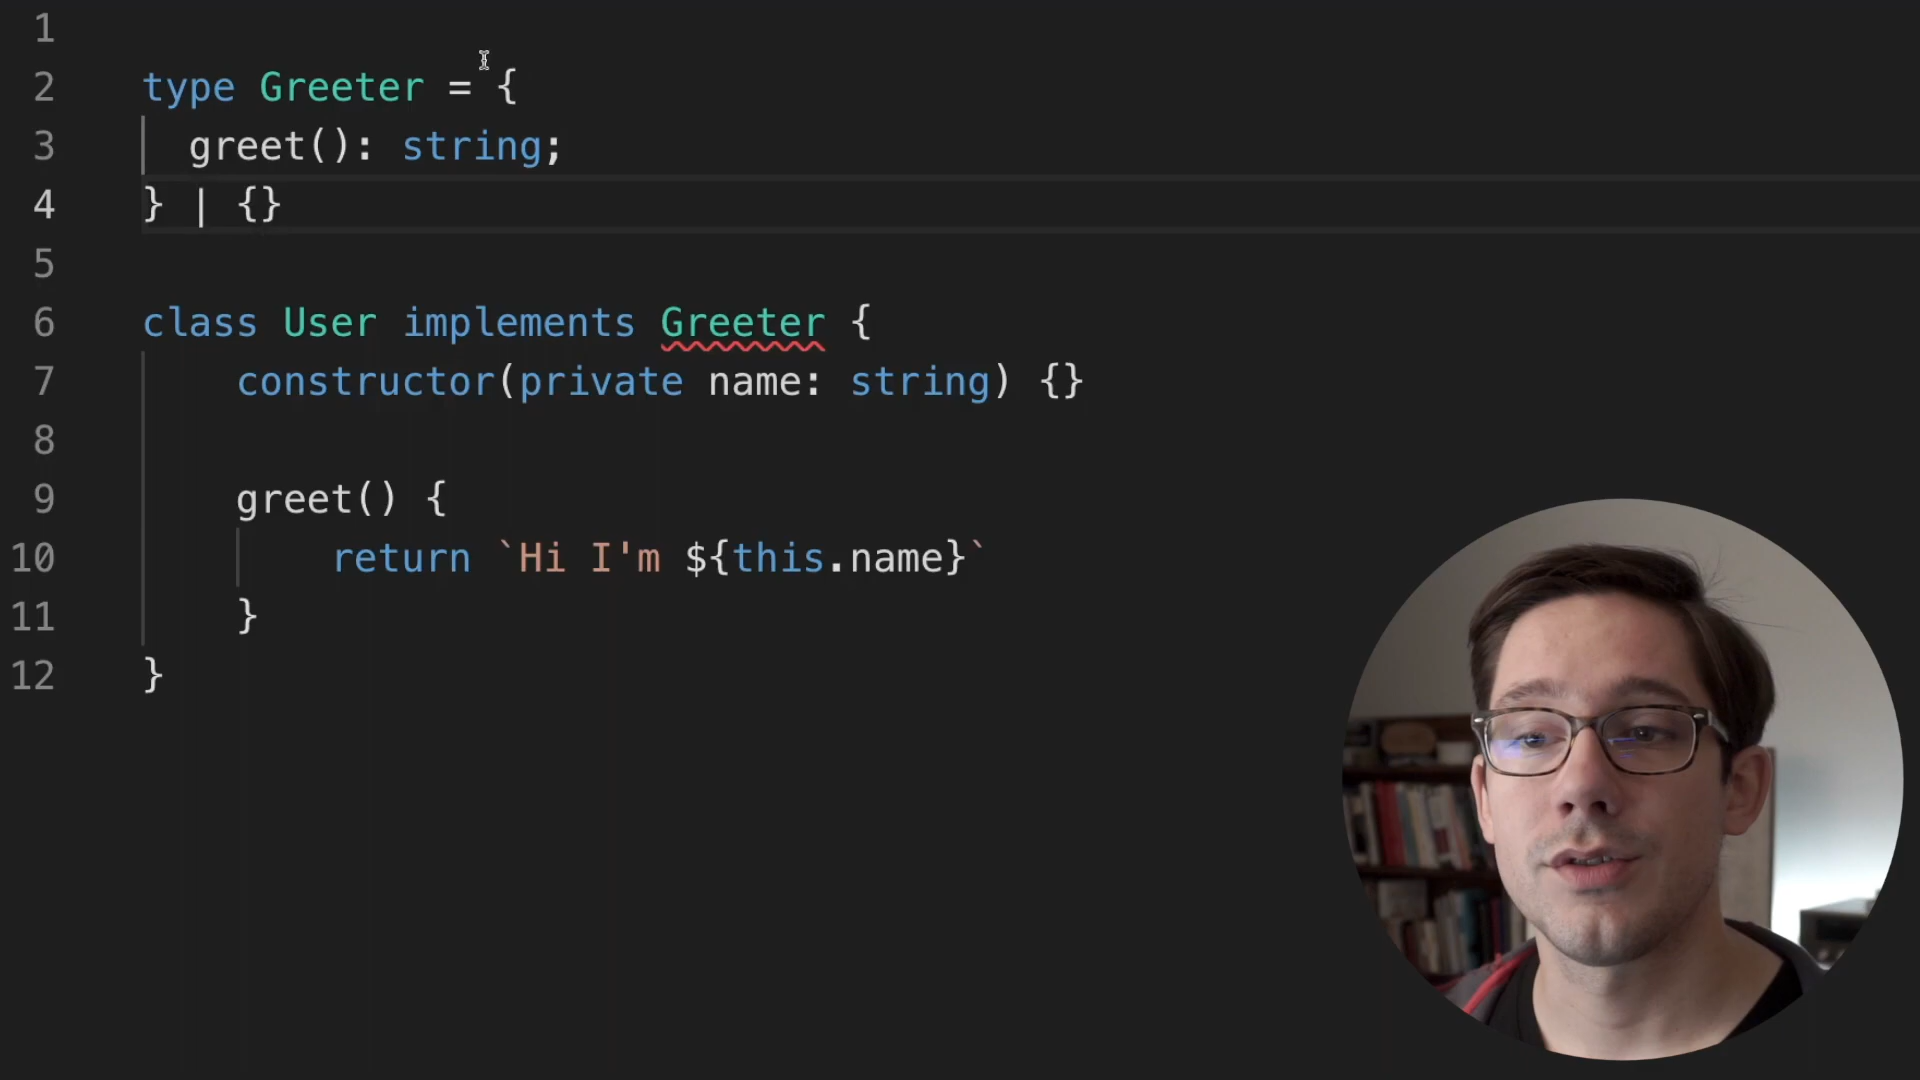 1
2 type Greeter = {
3 greet(): string;
4 } | {}
5
6 class User implements Greeter {
7 constructor(private name: string) {}
8
9 greet() {
10 return `Hi I'm ${this.name}`
11 }
12 }